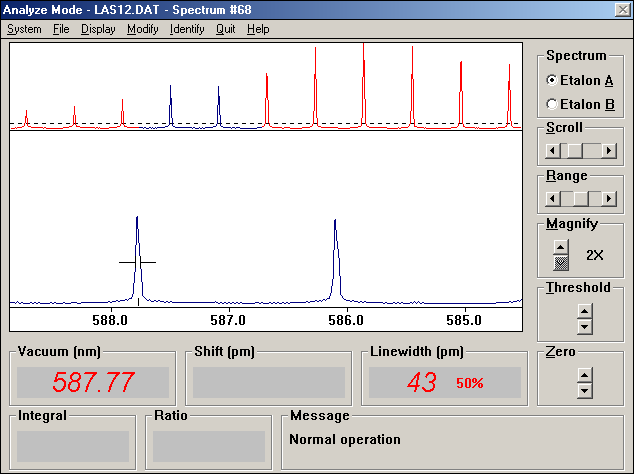 Analyze Mode - LAS12.DAT - Spectrum #68
System File Display Modify Identify Quit Help
Spectrum
Etalon A
Etalon B
Scroll
Range
Magnify
2X
Threshold
Zero
588.0 587.0 586.0 585.0
Vacuum (nm) Shift (pm) Linewidth (pm)
587.77 43 50%
Integral Ratio Message
Normal operation